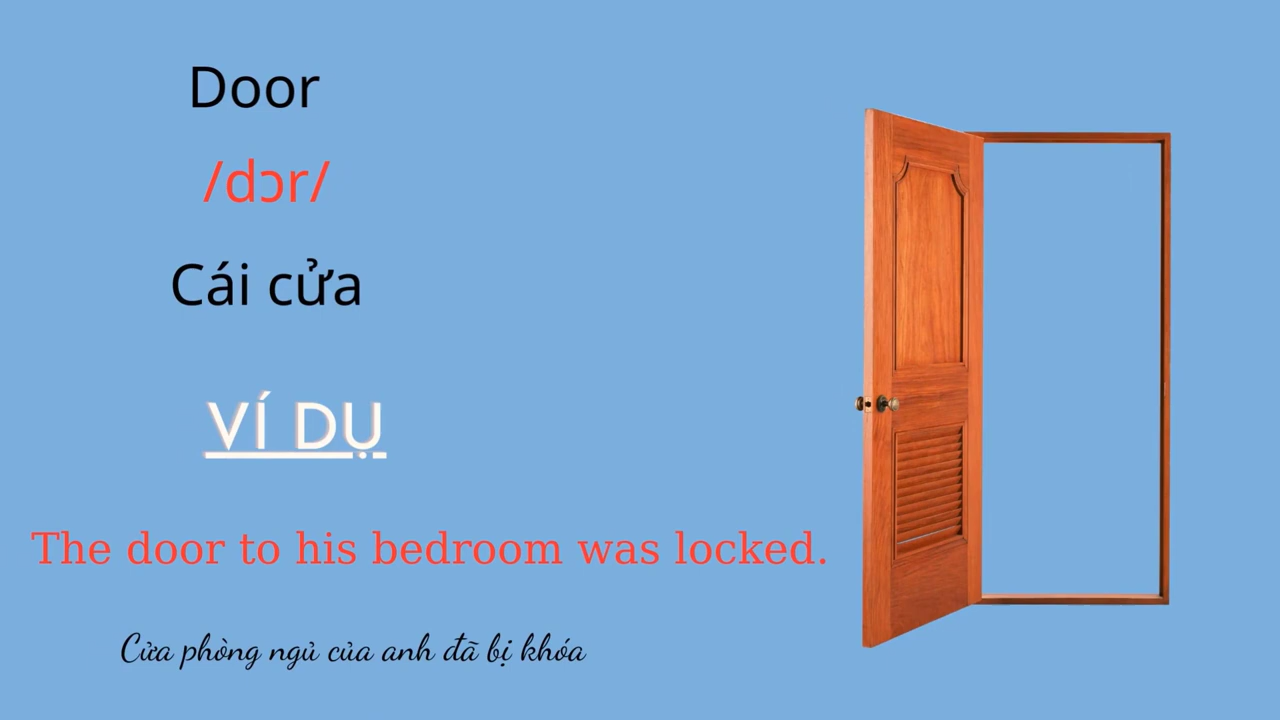 Door
/dɔr/
Cái cửa
VÍ DỤ
The door to his bedroom was locked.
Cửa phòng ngủ của anh đã bị khóa